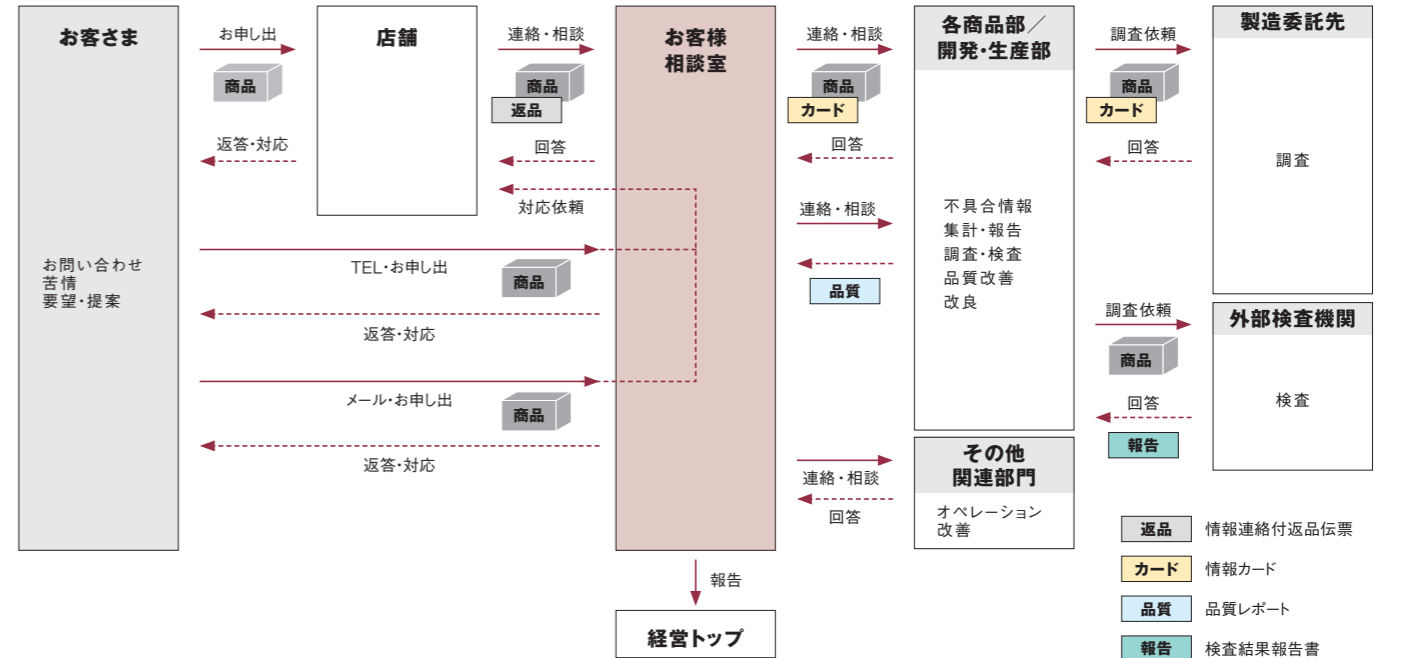 お客さま
お問い合わせ
苦情
要望・提案
お申し出
商品
返答・対応
店舗
連絡・相談
商品
返品
回答
対応依頼
TEL・お申し出
商品
返答・対応
メール・お申し出
商品
返答・対応
お客様
相談室
報告
経営トップ
連絡・相談
商品
カード
回答
連絡・相談
品質
連絡・相談
回答
各商品部／
開発・生産部
不具合情報
集計・報告
調査・検査
品質改善
改良
その他
関連部門
オペレーション
改善
調査依頼
商品
カード
回答
調査依頼
商品
回答
報告
製造委託先
調査
外部検査機関
検査
返品 情報連絡付返品伝票
カード 情報カード
品質 品質レポート
報告 検査結果報告書